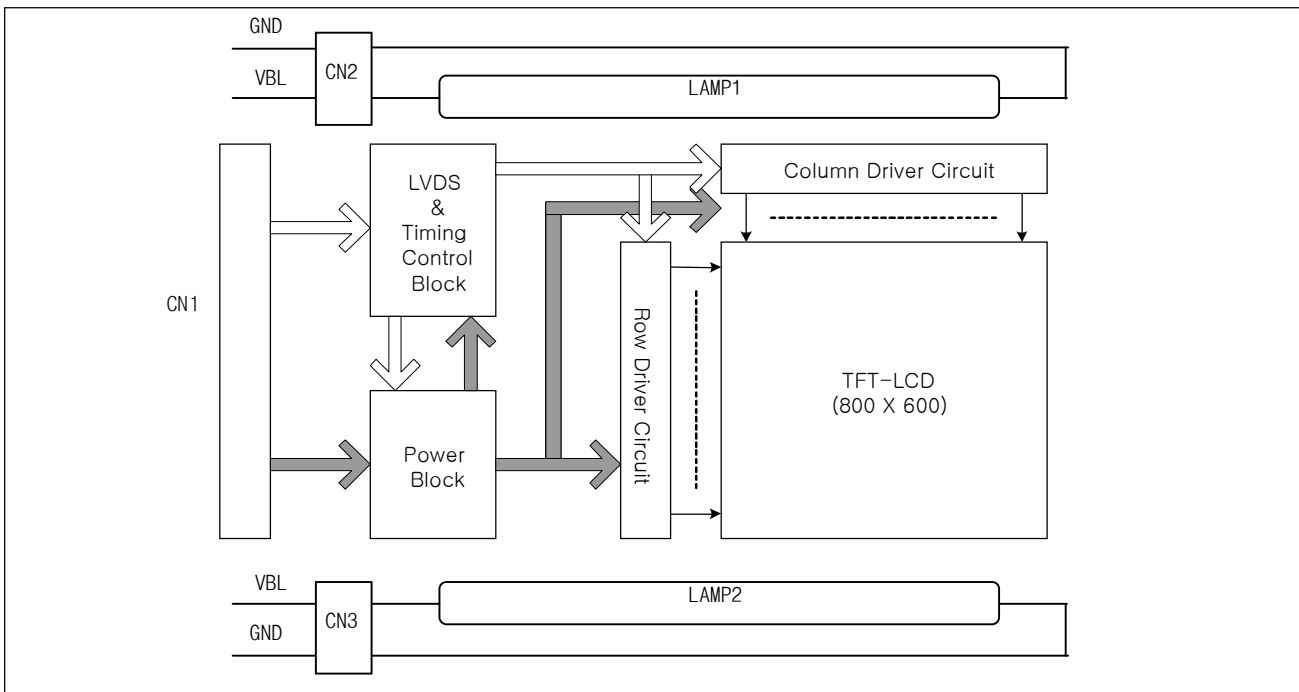 GND
CN2
VBL
LAMP1
LVDS
&
Timing
Control
Block
Column Driver Circuit
CN1
Row Driver Circuit
TFT-LCD
(800 X 600)
Power
Block
VBL
LAMP2
CN3
GND